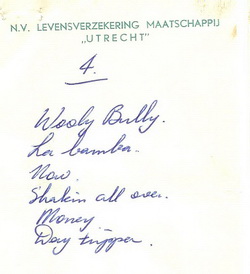 N.V. LEVENSVERZEKERING MAATSCHAPPIJ
„UTRECHT”
4.
Wooly Bully.
La bamba.
Now.
Shakin all over.
Money
Day tripper.